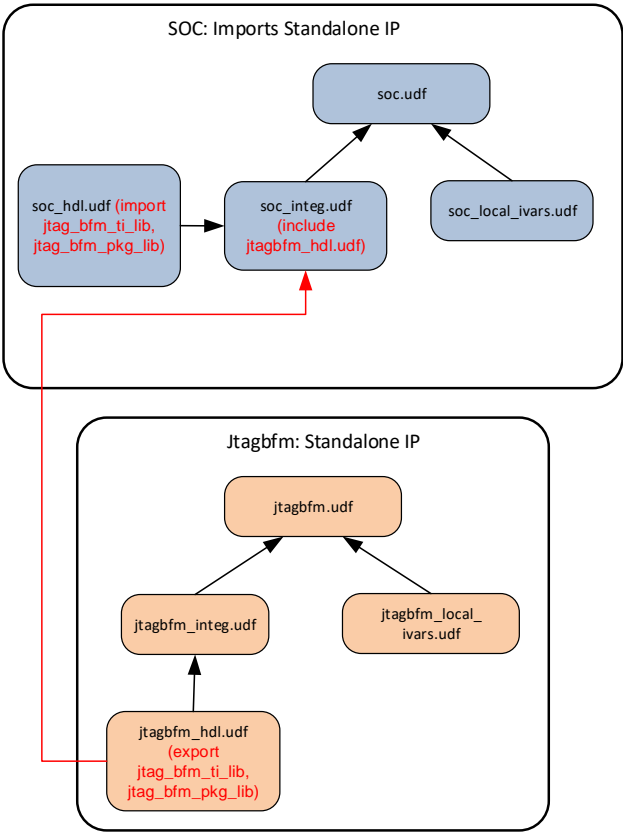 SOC: Imports Standalone IP
soc.udf
soc_hdl.udf (import
jtag_bfm_ti_lib,
jtag_bfm_pkg_lib)
soc_integ.udf
(include
jtagbfm_hdl.udf)
soc_local_ivars.udf
Jtagbfm: Standalone IP
jtagbfm.udf
jtagbfm_integ.udf
jtagbfm_local_
ivars.udf
jtagbfm_hdl.udf
(export
jtag_bfm_ti_lib,
jtag_bfm_pkg_lib)